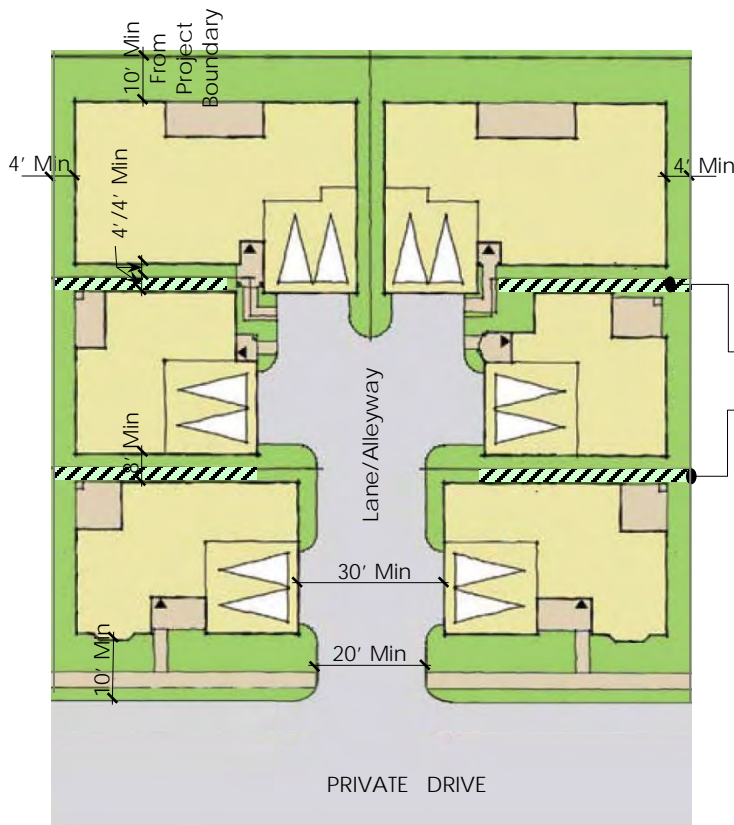 10' Min
From
Project
Boundary
4' Min
4' Min
4'/4' Min
Lane/Alleyway
8' Min
30' Min
20' Min
10' Min
PRIVATE DRIVE